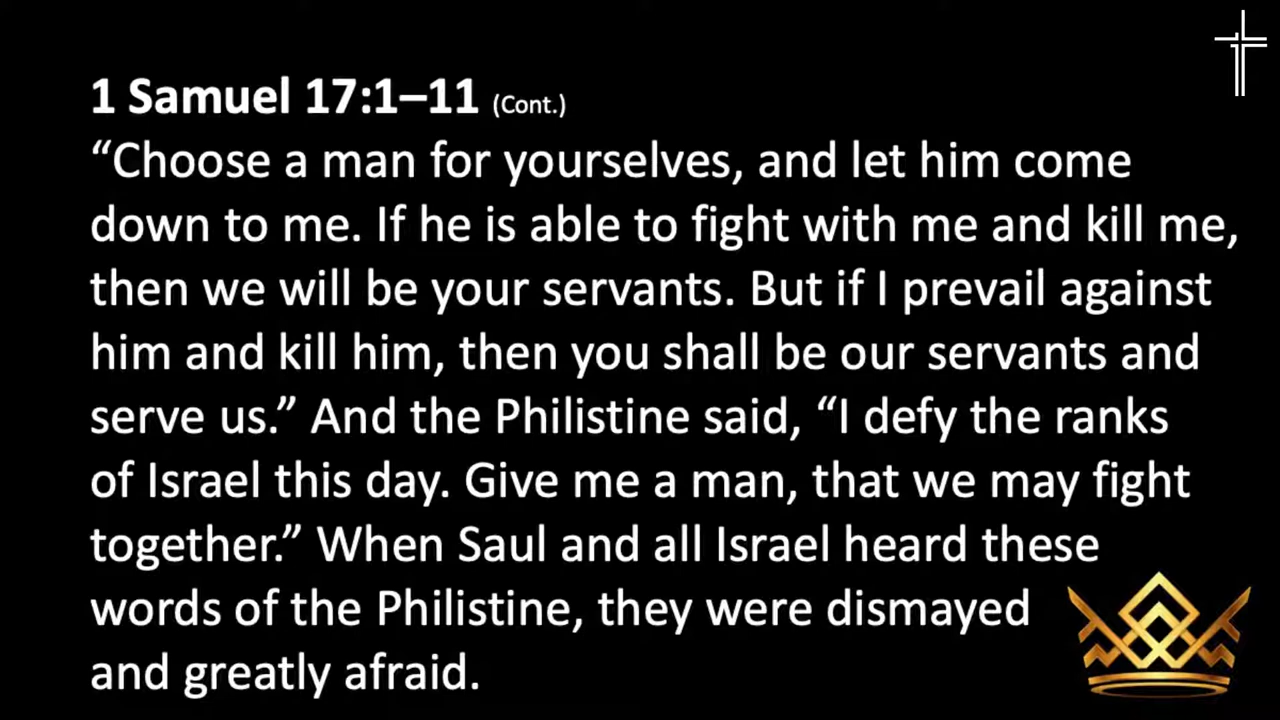 1 Samuel 17:1–11 (Cont.)
“Choose a man for yourselves, and let him come
down to me. If he is able to fight with me and kill me,
then we will be your servants. But if I prevail against
him and kill him, then you shall be our servants and
serve us.” And the Philistine said, “I defy the ranks
of Israel this day. Give me a man, that we may fight
together.” When Saul and all Israel heard these
words of the Philistine, they were dismayed
and greatly afraid.